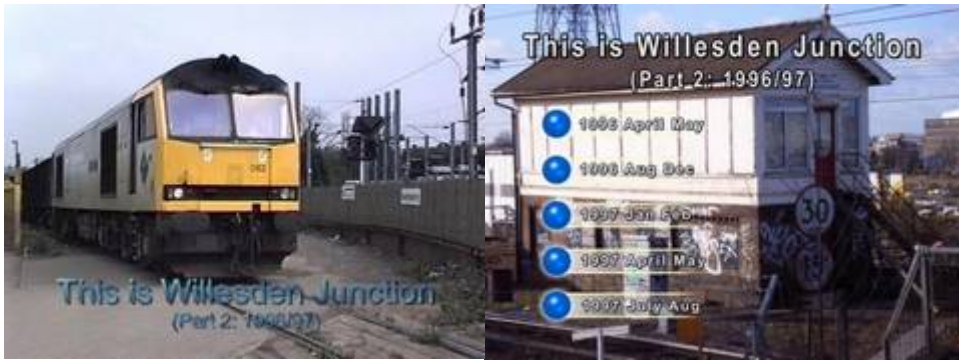 This is Willesden Junction
(Part 2: 1996/97)
This is Willesden Junction
(Part 2: 1996/97)
1996 April May
1996 Aug Dec
1997 Jan Feb
1997 April May
1997 July Aug
30
15